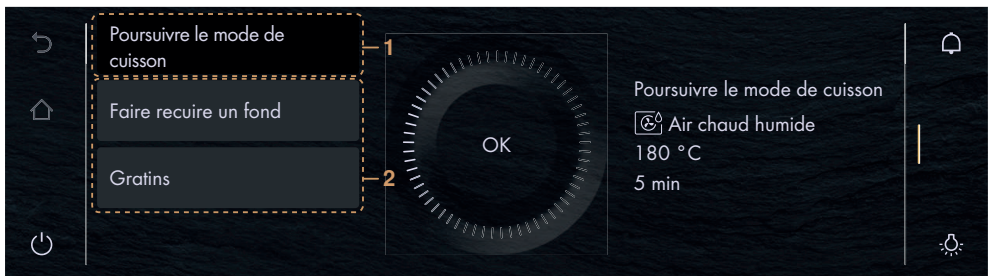 Poursuivre le mode de
cuisson
1
Faire recuire un fond
Gratins
2
OK
Poursuivre le mode de cuisson
Air chaud humide
180 °C
5 min